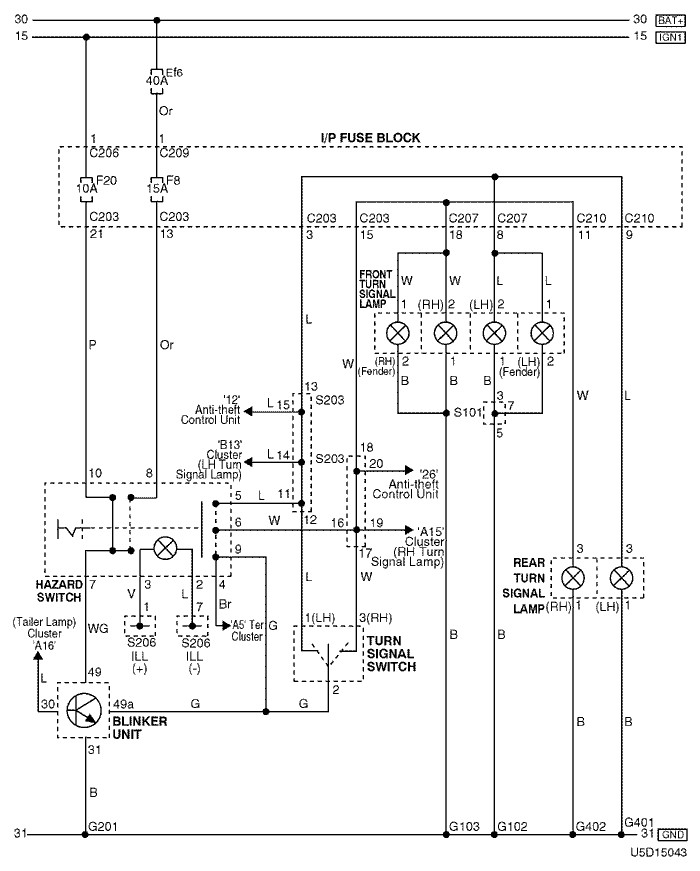 30 30 BAT+
15 15 IGN1
Ef6
40A
Or
I/P FUSE BLOCK
1 1
C206 C209
F20 F8
10A 15A
C203 C203 C203 C203 C207 C207 C210 C210
21 13 3 15 18 8 11 9
FRONT
TURN
SIGNAL
LAMP
W W L L
1 (RH) 2 (LH) 2 1
(RH) 2 1 1 (LH) 2
(Fender) (Fender)
B B B B
L
P Or
W
W L
13
S203
'12'
Anti-theft
Control Unit
L 15
3
S101 7
5
'B13'
Cluster
(LH Turn
Signal Lamp)
L 14
S203
18
20
'26'
Anti-theft
Control Unit
10 8
5 L 11
12
6 W 16 19
'A15'
Cluster
(RH Turn
Signal Lamp)
9
17
HAZARD
SWITCH
7 3 2 4
V L Br
L W
1 7
S206 S206
ILL ILL
(+) (-)
'A5' Ter
Cluster
G
REAR
TURN
SIGNAL
LAMP
3 3
(RH) 1 (LH) 1
1(LH) 3(RH)
TURN
SIGNAL
SWITCH
2
B B
(Tailer Lamp)
Cluster
'A16'
WG
L
49
30 49a G G
BLINKER
UNIT
31
B
B B
31 G201 G103 G102 G402 G401 31 GND
U5D15043